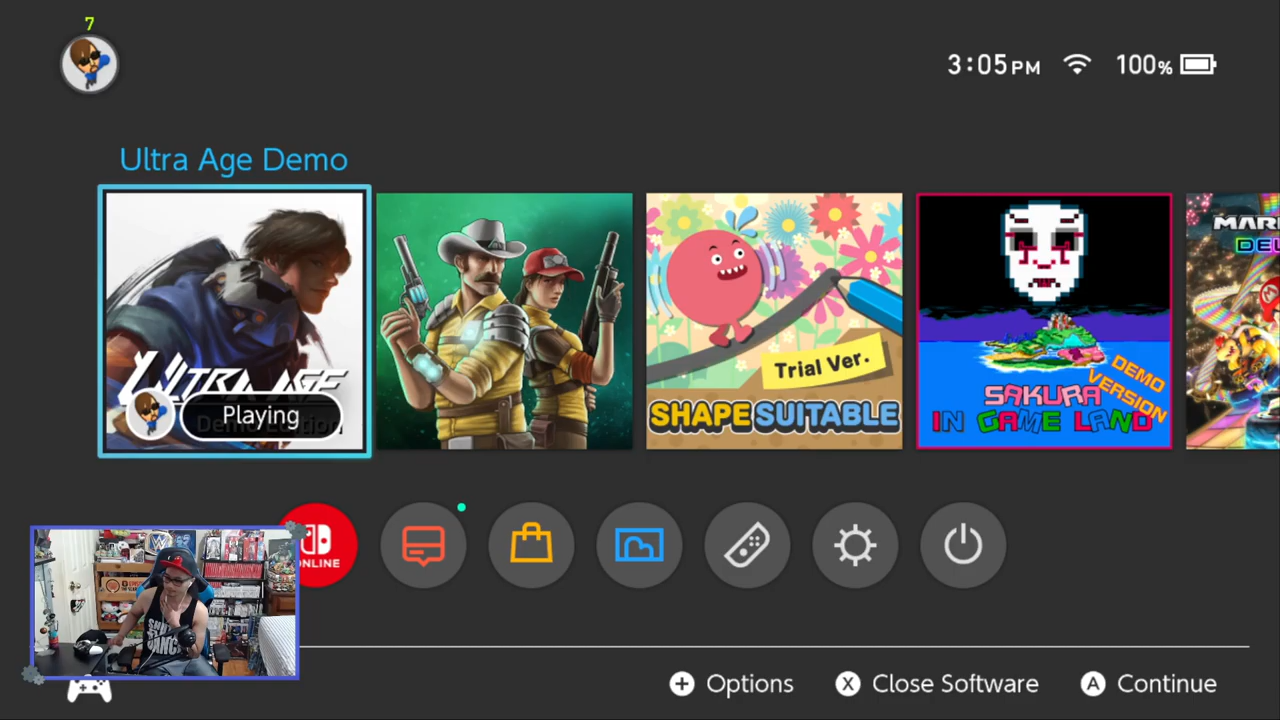 7
3:05PM
100%
Ultra Age Demo
ULTRA AGE
Playing
Trial Ver.
SHAPE SUITABLE
DEMO
VERSION
SAKURA
IN GAME LAND
ONLINE
Options
X
Close Software
A
Continue